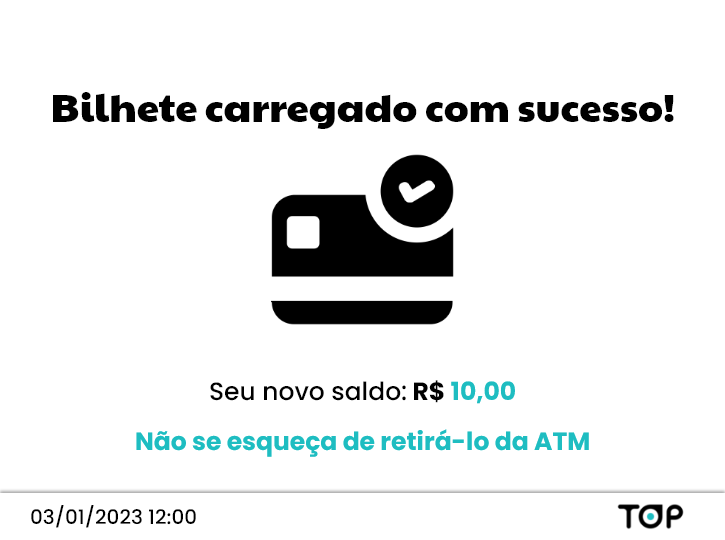 Bilhete carregado com sucesso!
Seu novo saldo: R$ 10,00
Não se esqueça de retirá-lo da ATM
03/01/2023 12:00
TOP